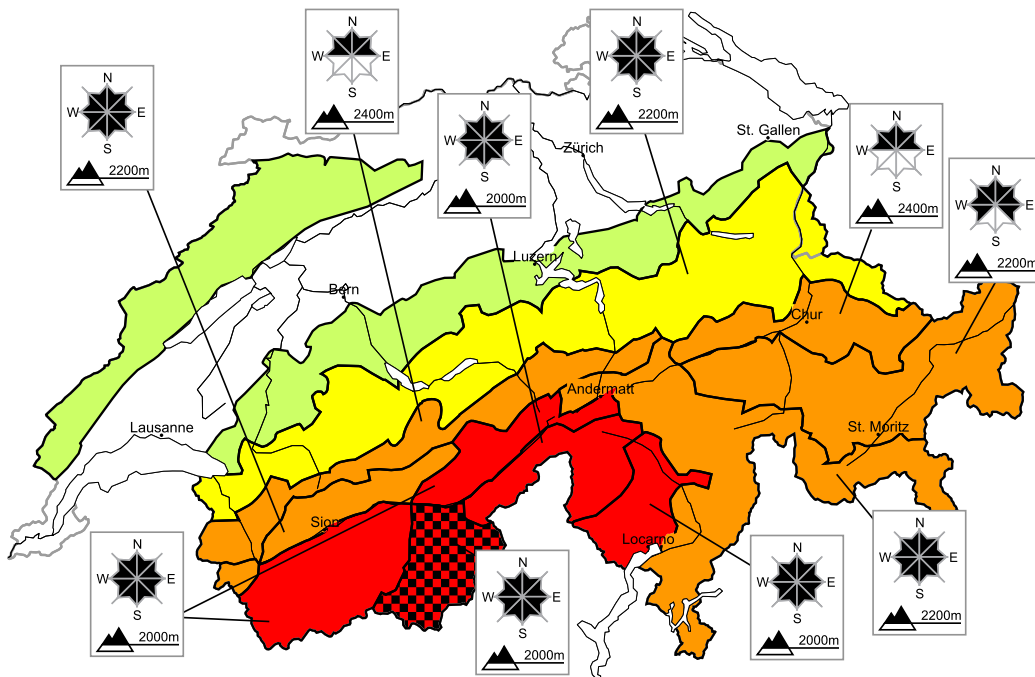 N
W E
S
2400m
N
W E
S
2200m
N
W E
S
2200m
N
W E
S
2000m
N
W E
S
2400m
N
W E
S
2200m
St. Gallen
Zürich
Luzern
Bern
Chur
Andermatt
Lausanne
St. Moritz
Sion
Locarno
N
W E
S
2000m
N
W E
S
2000m
N
W E
S
2000m
N
W E
S
2200m